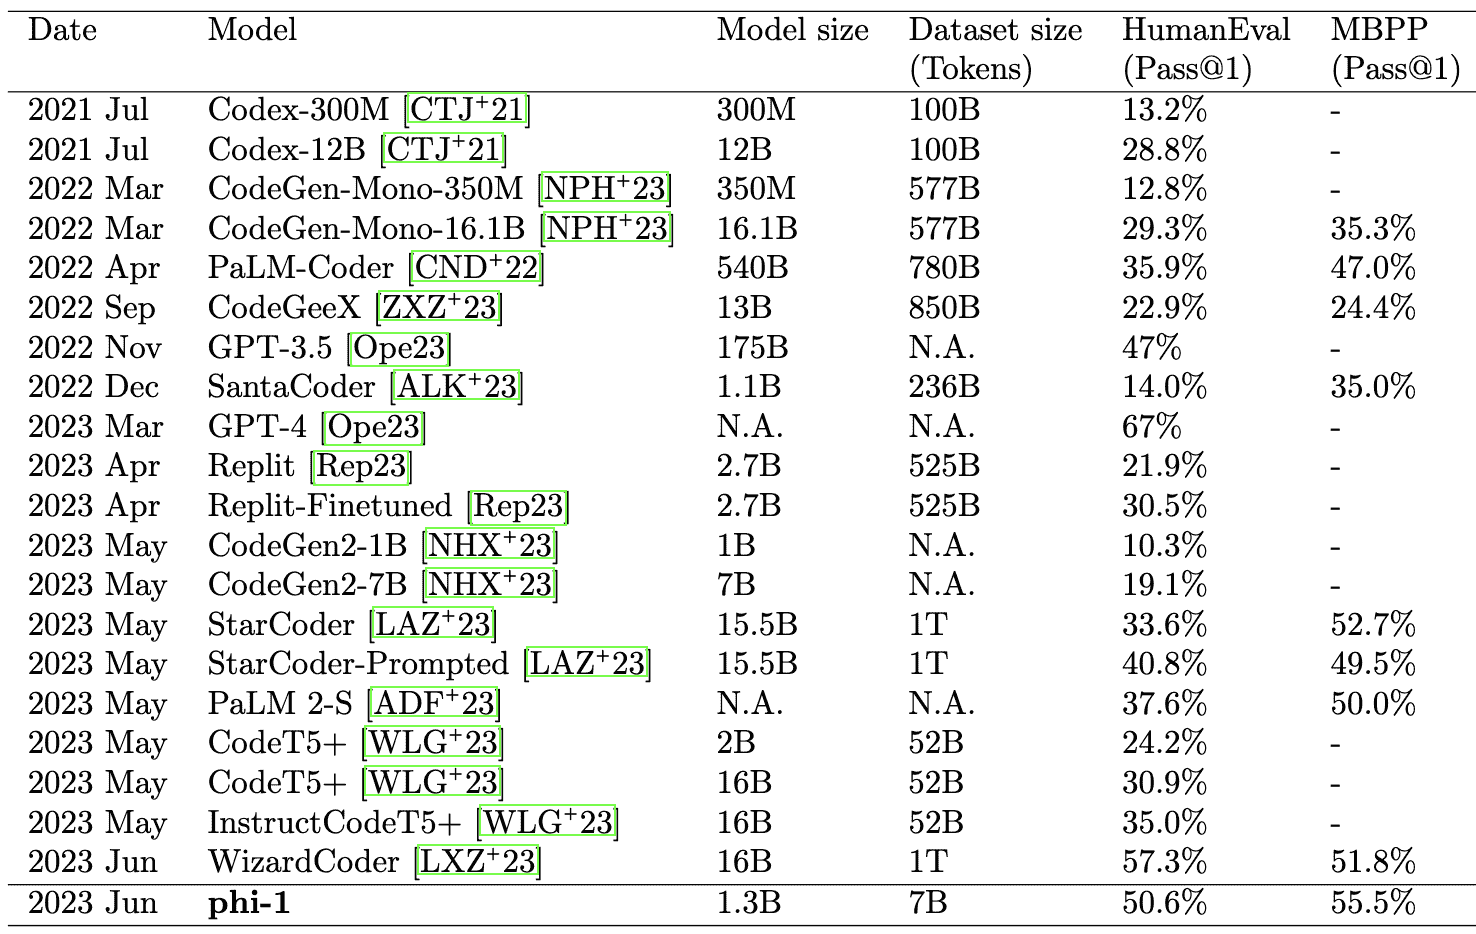 Date Model Model size Dataset size HumanEval MBPP
(Tokens) (Pass@1) (Pass@1)
2021 Jul Codex-300M [CTJ+21] 300M 100B 13.2% -
2021 Jul Codex-12B [CTJ+21] 12B 100B 28.8% -
2022 Mar CodeGen-Mono-350M [NPH+23] 350M 577B 12.8% -
2022 Mar CodeGen-Mono-16.1B [NPH+23] 16.1B 577B 29.3% 35.3%
2022 Apr PaLM-Coder [CND+22] 540B 780B 35.9% 47.0%
2022 Sep CodeGeeX [ZXZ+23] 13B 850B 22.9% 24.4%
2022 Nov GPT-3.5 [Ope23] 175B N.A. 47% -
2022 Dec SantaCoder [ALK+23] 1.1B 236B 14.0% 35.0%
2023 Mar GPT-4 [Ope23] N.A. N.A. 67% -
2023 Apr Replit [Rep23] 2.7B 525B 21.9% -
2023 Apr Replit-Finetuned [Rep23] 2.7B 525B 30.5% -
2023 May CodeGen2-1B [NHX+23] 1B N.A. 10.3% -
2023 May CodeGen2-7B [NHX+23] 7B N.A. 19.1% -
2023 May StarCoder [LAZ+23] 15.5B 1T 33.6% 52.7%
2023 May StarCoder-Prompted [LAZ+23] 15.5B 1T 40.8% 49.5%
2023 May PaLM 2-S [ADF+23] N.A. N.A. 37.6% 50.0%
2023 May CodeT5+ [WLG+23] 2B 52B 24.2% -
2023 May CodeT5+ [WLG+23] 16B 52B 30.9% -
2023 May InstructCodeT5+ [WLG+23] 16B 52B 35.0% -
2023 Jun WizardCoder [LXZ+23] 16B 1T 57.3% 51.8%
2023 Jun phi-1 1.3B 7B 50.6% 55.5%